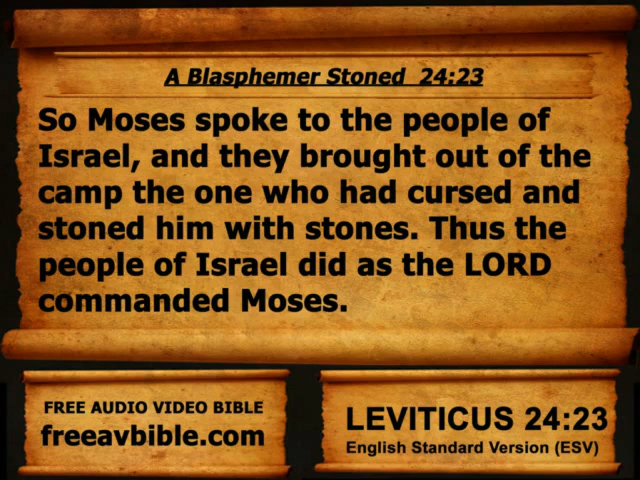 A Blasphemer Stoned  24:23
So Moses spoke to the people of
Israel, and they brought out of the
camp the one who had cursed and
stoned him with stones. Thus the
people of Israel did as the LORD
commanded Moses.
FREE AUDIO VIDEO BIBLE
freeavbible.com
LEVITICUS 24:23
English Standard Version (ESV)